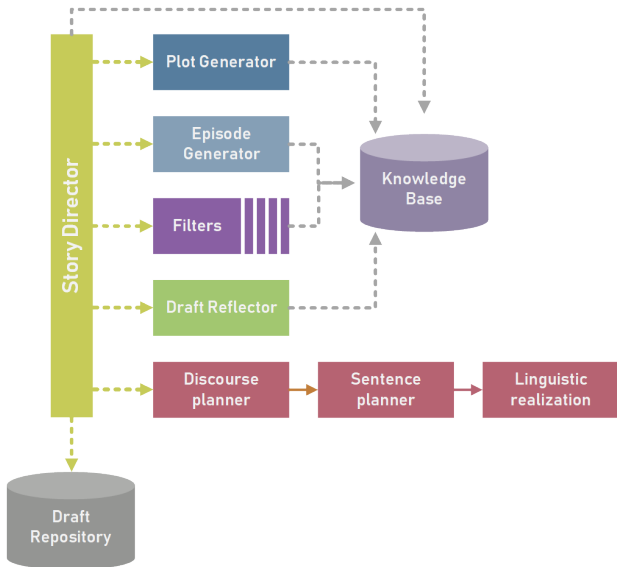 Story Director
Plot Generator
Episode
Generator
Filters
Draft Reflector
Knowledge
Base
Discourse
planner
Sentence
planner
Linguistic
realization
Draft
Repository